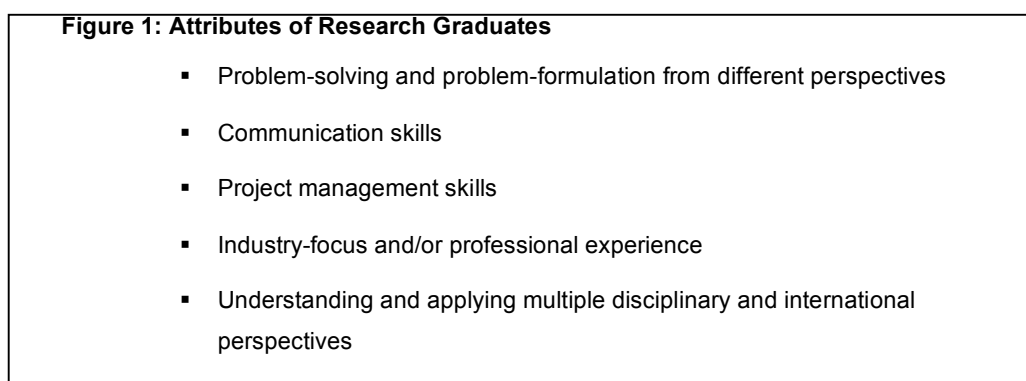 Figure 1: Attributes of Research Graduates
▪ Problem-solving and problem-formulation from different perspectives
▪ Communication skills
▪ Project management skills
▪ Industry-focus and/or professional experience
▪ Understanding and applying multiple disciplinary and international
perspectives